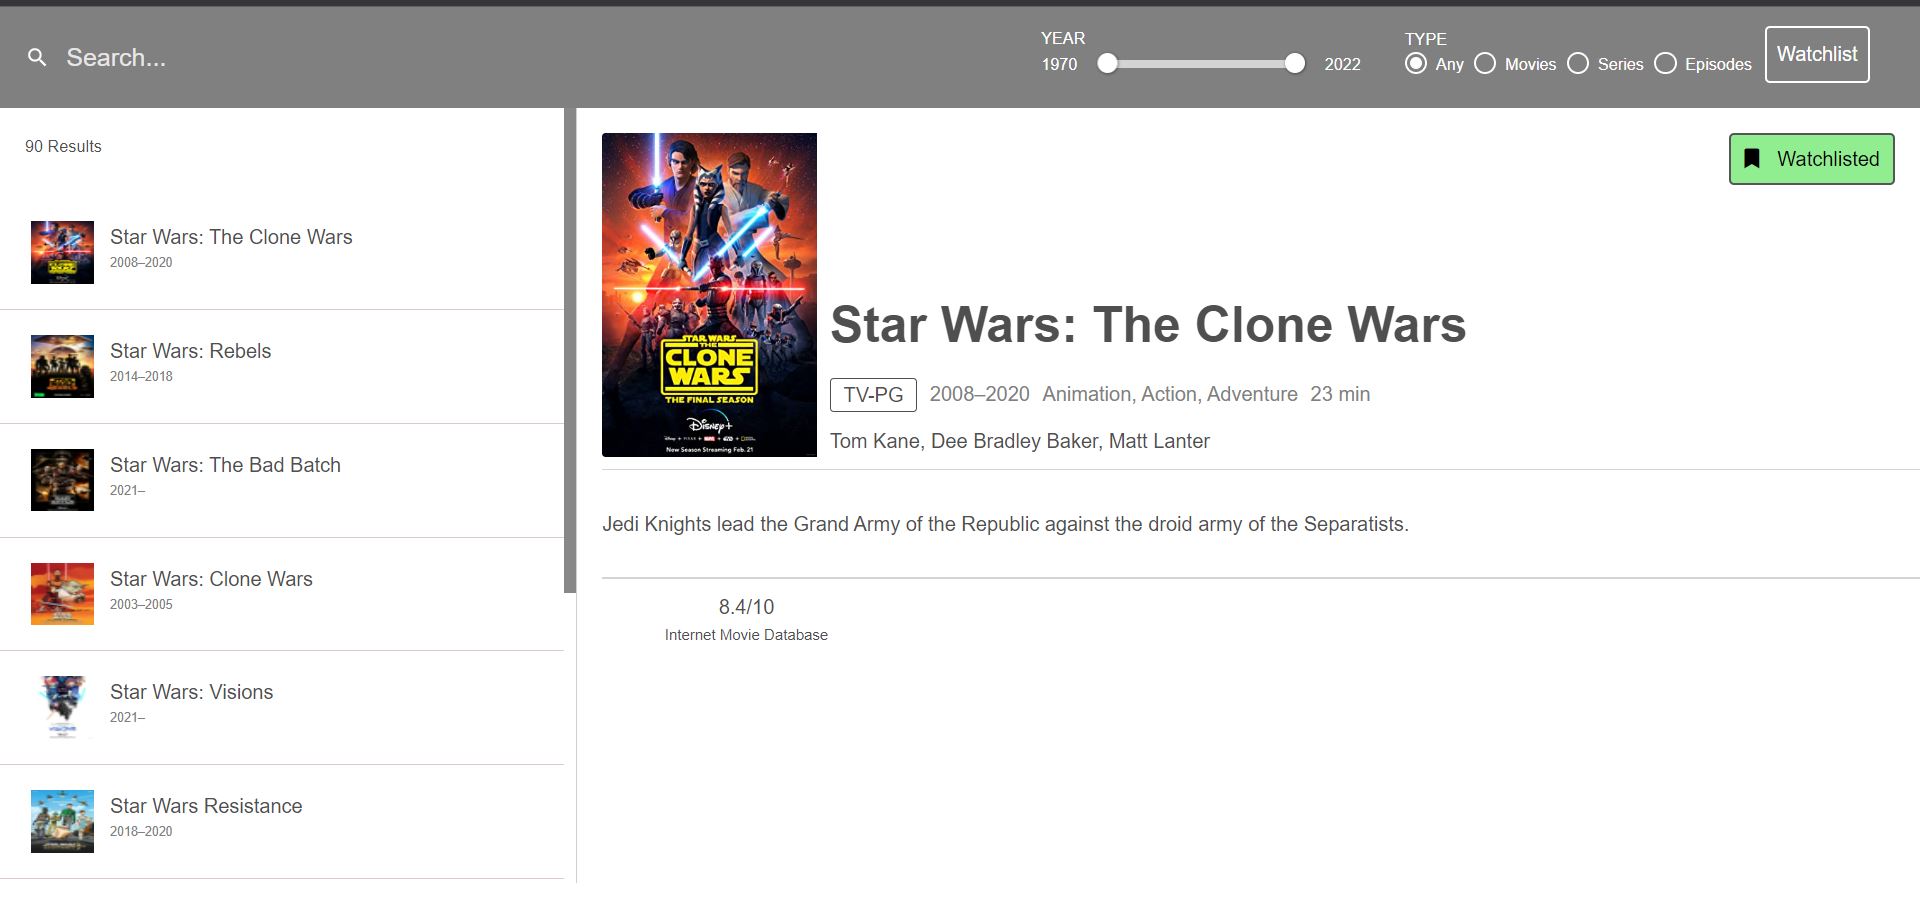 Search...
YEAR
1970
2022
TYPE
Any
Movies
Series
Episodes
Watchlist
90 Results
Star Wars: The Clone Wars
2008–2020
Star Wars: Rebels
2014–2018
Star Wars: The Bad Batch
2021–
Star Wars: Clone Wars
2003–2005
Star Wars: Visions
2021–
Star Wars Resistance
2018–2020
STAR WARS
THE
CLONE
WARS
THE FINAL SEASON
Disney+
New Season Streaming Feb. 21
Watchlisted
Star Wars: The Clone Wars
TV-PG 2008–2020 Animation, Action, Adventure 23 min
Tom Kane, Dee Bradley Baker, Matt Lanter
Jedi Knights lead the Grand Army of the Republic against the droid army of the Separatists.
8.4/10
Internet Movie Database